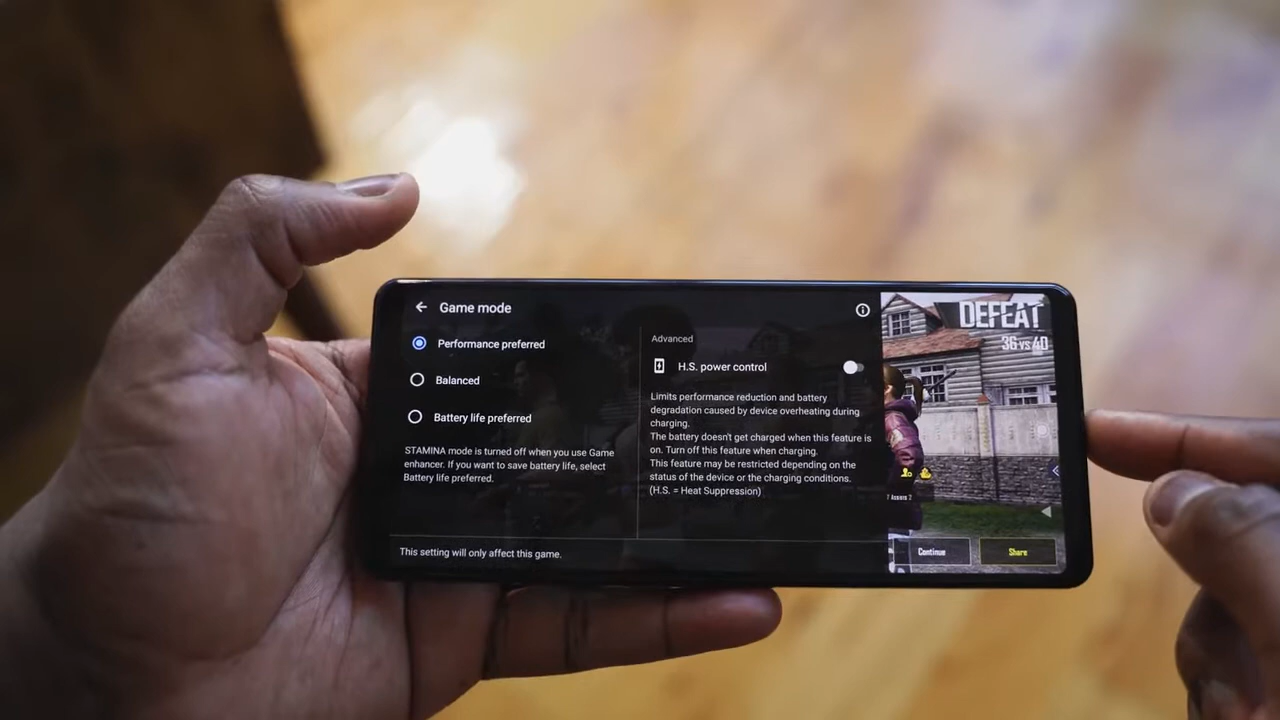 Game mode
Performance preferred
Balanced
Battery life preferred
STAMINA mode is turned off when you use Game
enhancer. If you want to save battery life, select
Battery life preferred.
This setting will only affect this game.
Advanced
H.S. power control
Limits performance reduction and battery
degradation caused by device overheating during
charging.
The battery doesn't get charged when this feature is
on. Turn off this feature when charging.
This feature may be restricted depending on the
status of the device or the charging conditions.
(H.S. = Heat Suppression)
DEFEAT
36 vs 40
7 Assists 2
Continue
Share